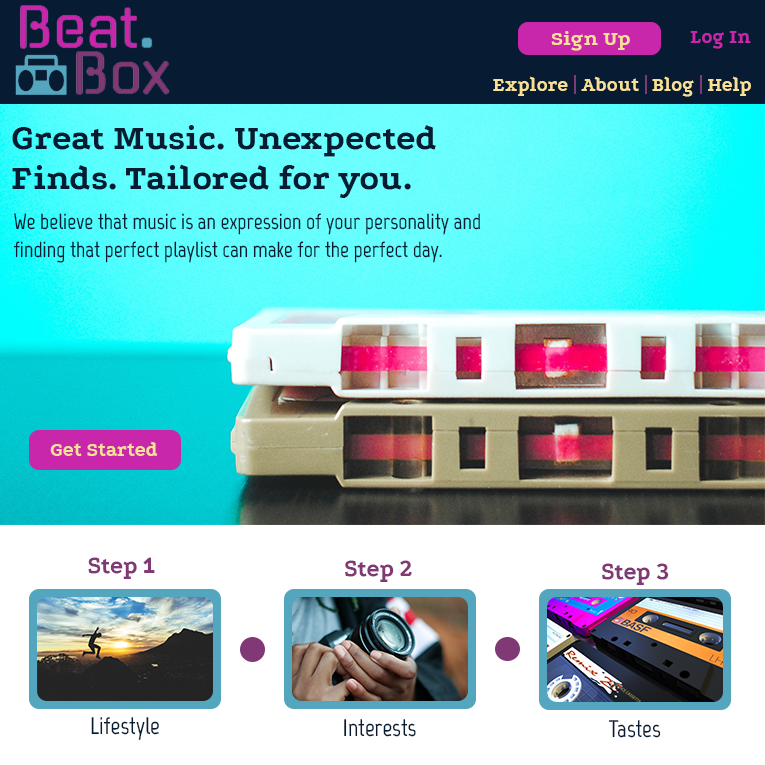 Beat.
Box
Sign Up
Log In
Explore | About | Blog | Help
Great Music. Unexpected
Finds. Tailored for you.
We believe that music is an expression of your personality and
finding that perfect playlist can make for the perfect day.
Get Started
Step 1
Step 2
Step 3
BASF
Lifestyle
Interests
Tastes